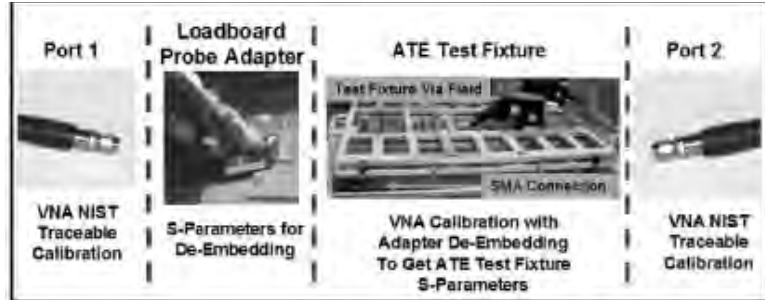 Port 1
Loadboard
Probe Adapter
ATE Test Fixture
Port 2
Test Fixture Via Field
SMA Connection
VNA NIST
Traceable
Calibration
S-Parameters for
De-Embedding
VNA Calibration with
Adapter De-Embedding
To Get ATE Test Fixture
S-Parameters
VNA NIST
Traceable
Calibration